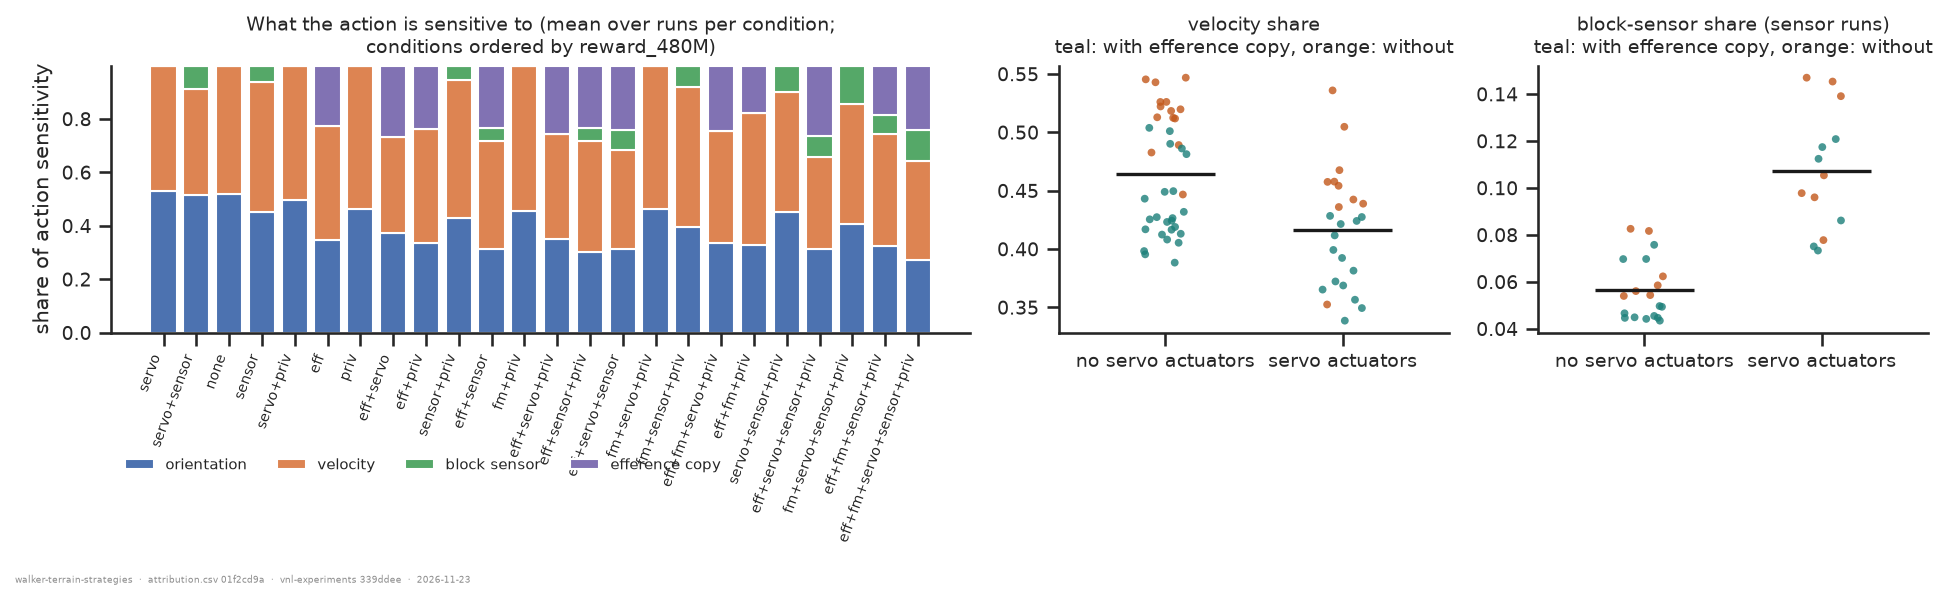 What the action is sensitive to (mean over runs per condition;
conditions ordered by reward_480M)
share of action sensitivity
0.8
0.6
0.4
0.2
0.0
servo
servo+sensor
none
sensor
servo+priv
eff
priv
eff+servo
eff+priv
sensor+priv
eff+sensor
fm+priv
eff+servo+priv
eff+sensor+priv
eff+servo+sensor
fm+servo+priv
fm+sensor+priv
eff+fm+servo+priv
eff+fm+priv
servo+sensor+priv
eff+servo+sensor+priv
fm+servo+sensor+priv
eff+fm+sensor+priv
eff+fm+servo+sensor+priv
orientation
velocity
block sensor
efference copy
velocity share
teal: with efference copy, orange: without
0.55
0.50
0.45
0.40
0.35
no servo actuators
servo actuators
block-sensor share (sensor runs)
teal: with efference copy, orange: without
0.14
0.12
0.10
0.08
0.06
0.04
no servo actuators
servo actuators
walker-terrain-strategies · attribution.csv 01f2cd9a · vnl-experiments 339ddee · 2026-11-23